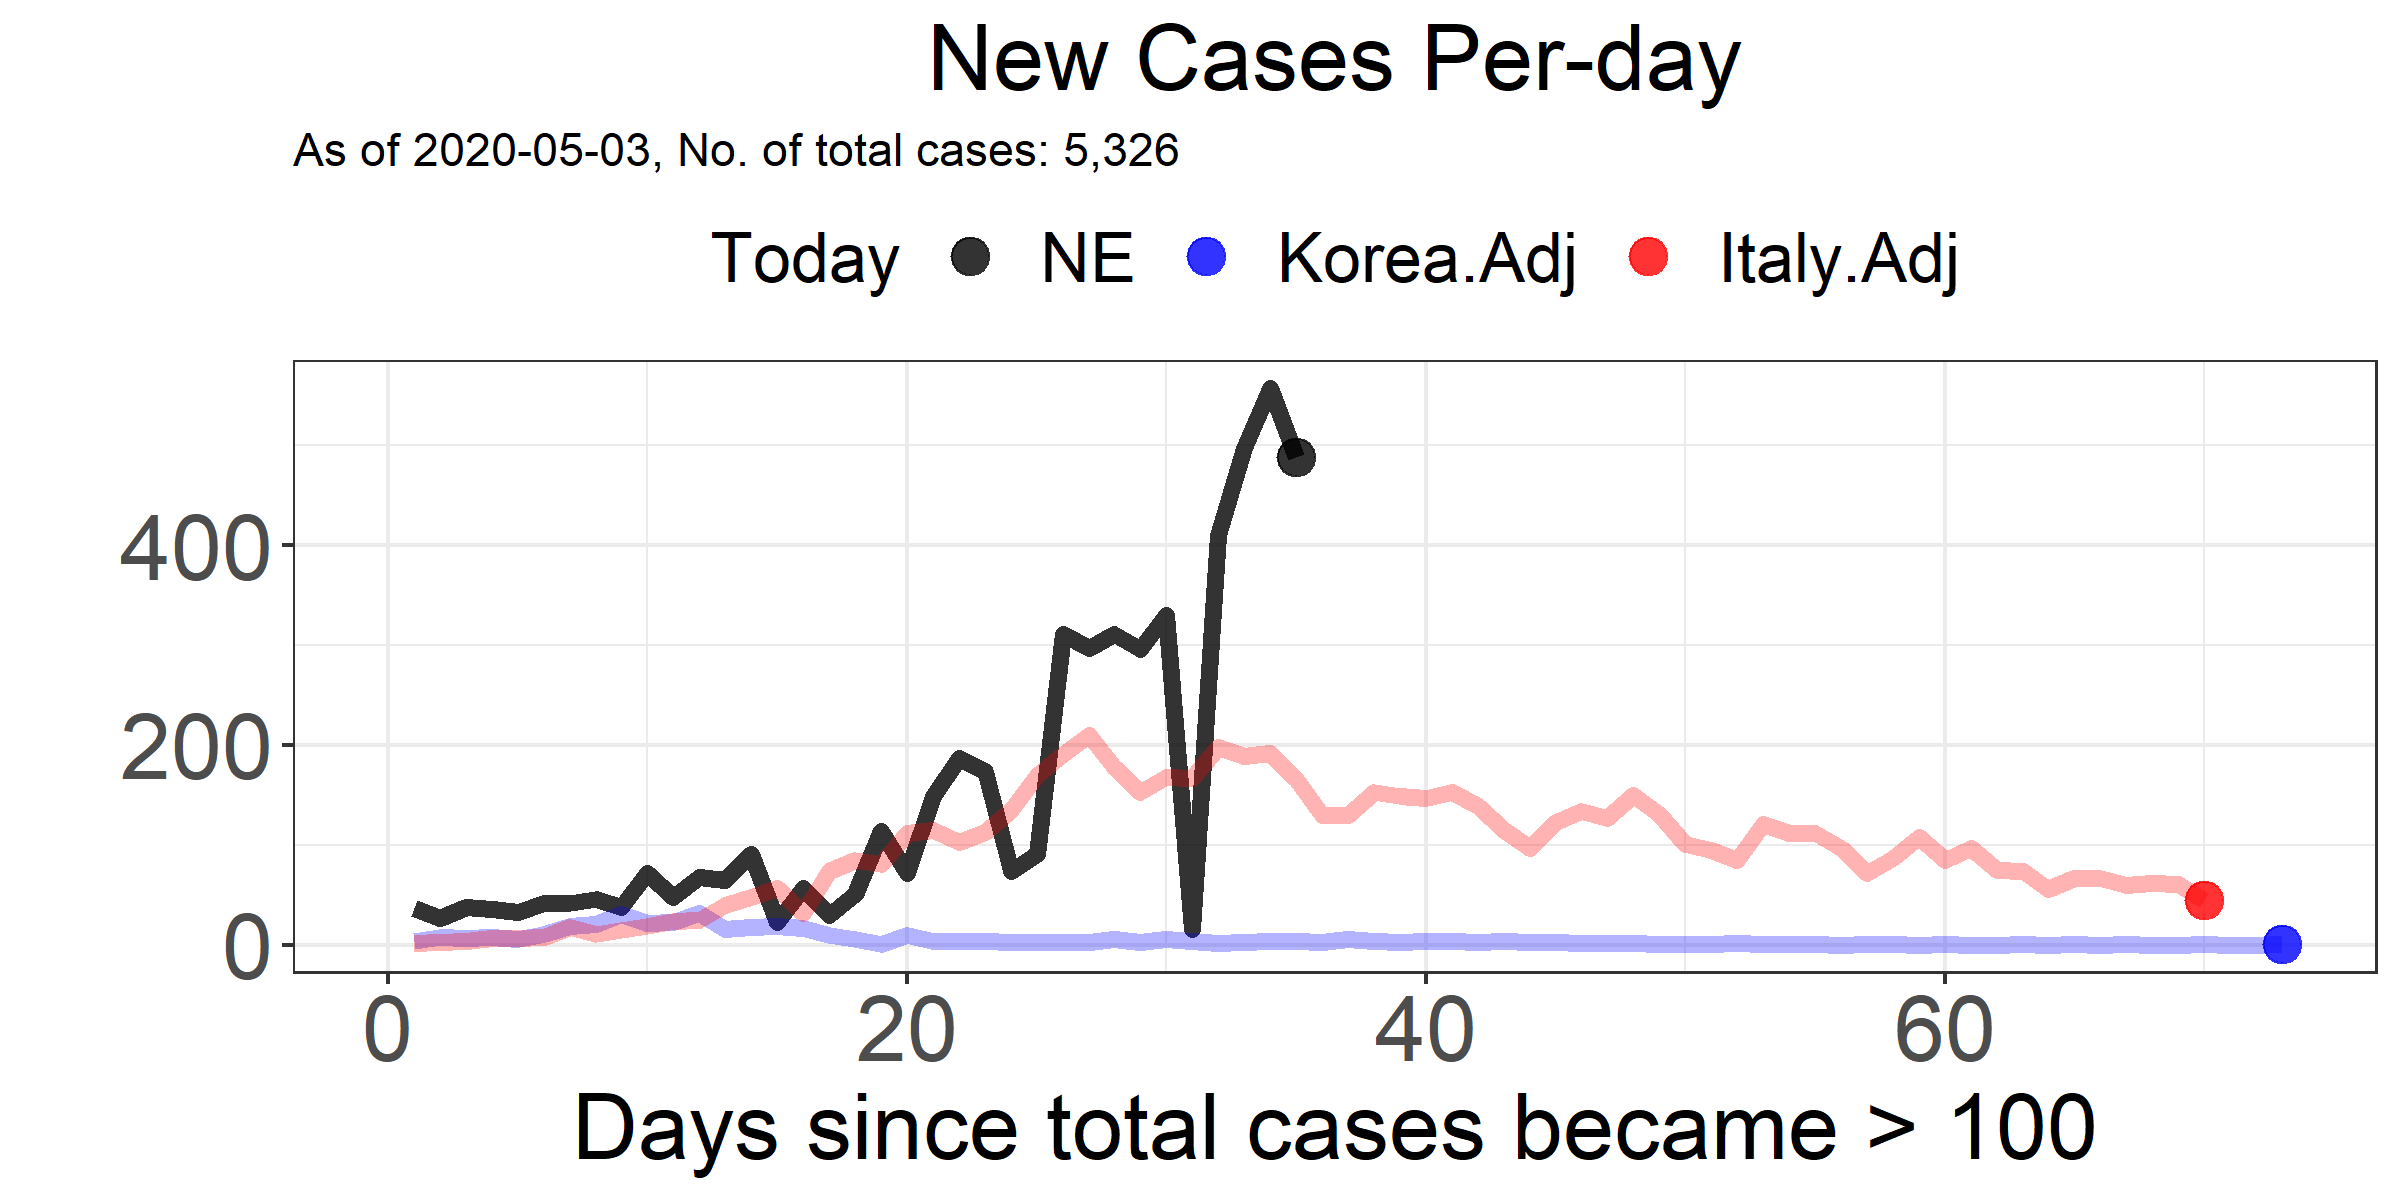 New Cases Per-day
As of 2020-05-03, No. of total cases: 5,326
Today NE Korea.Adj Italy.Adj
400
200
0
0 20 40 60
Days since total cases became > 100